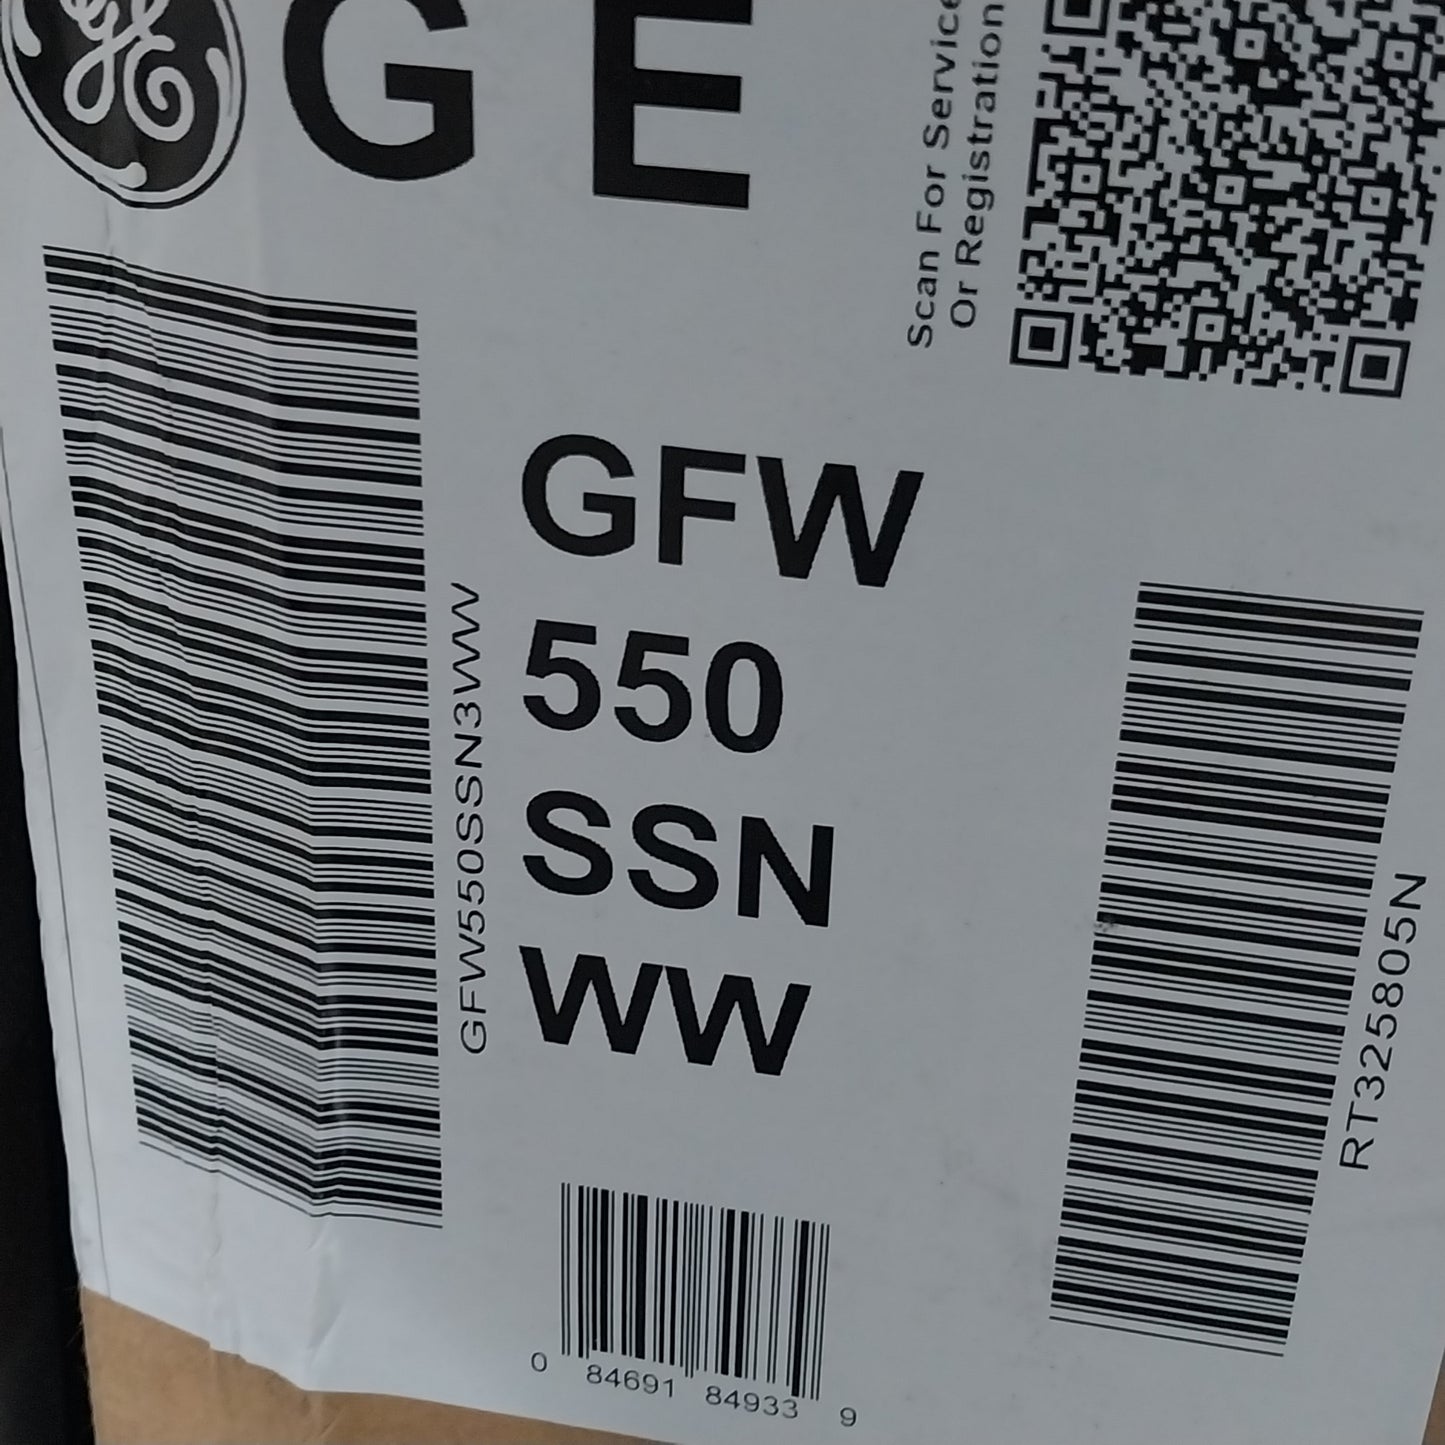 GE
Scan For Service
Or Registration
GFW550SSN3WW
GFW
550
SSN
WW
RT325805N
0 84691 84933 9